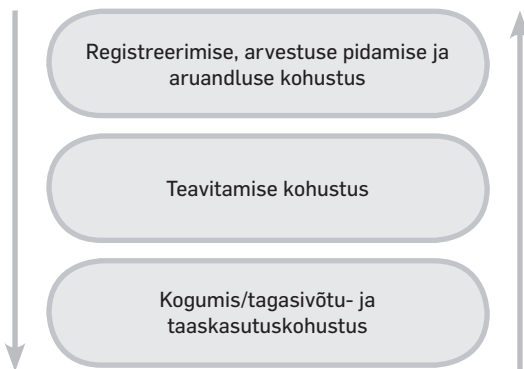 Registreerimise, arvestuse pidamise ja
aruandluse kohustus
Teavitamise kohustus
Kogumis/tagasivõtu- ja
taaskasutuskohustus